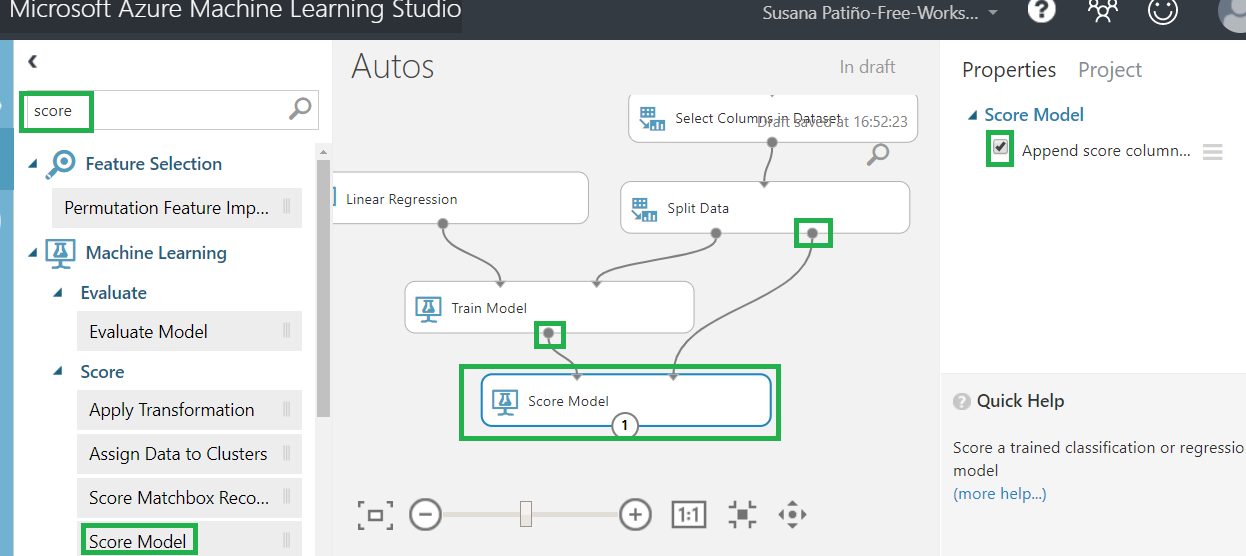 Microsoft Azure Machine Learning Studio
Susana Patiño-Free-Works...
?
score
Feature Selection
Permutation Feature Imp...
Machine Learning
Evaluate
Evaluate Model
Score
Apply Transformation
Assign Data to Clusters
Score Matchbox Reco...
Score Model
Autos
In draft
Select Columns in Dataset
Draft saved at 16:52:23
Linear Regression
Split Data
Train Model
Score Model
1
1:1
Properties Project
Score Model
Append score column...
? Quick Help
Score a trained classification or regressio
model
(more help...)